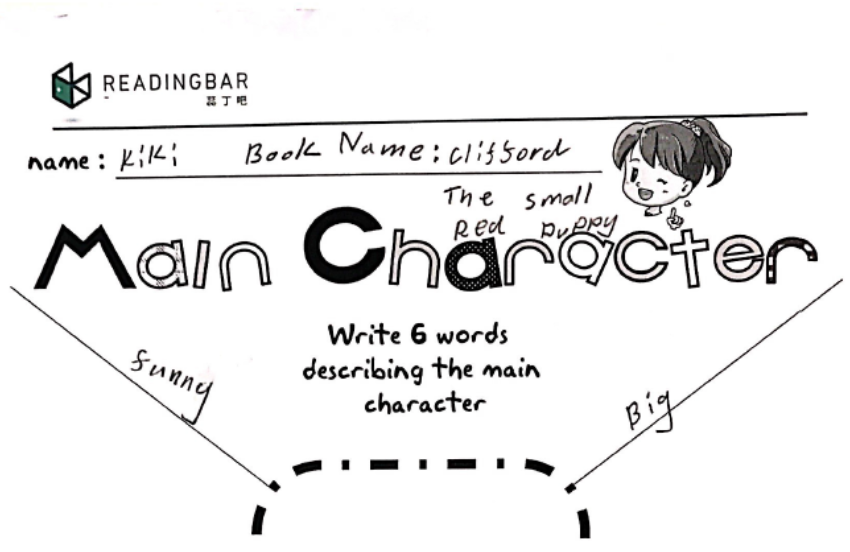 READINGBAR
荔丁吧
name: Kiki Book Name: Clifford
The small
Red puppy
Main Character
Write 6 words
describing the main
character
funny
Big